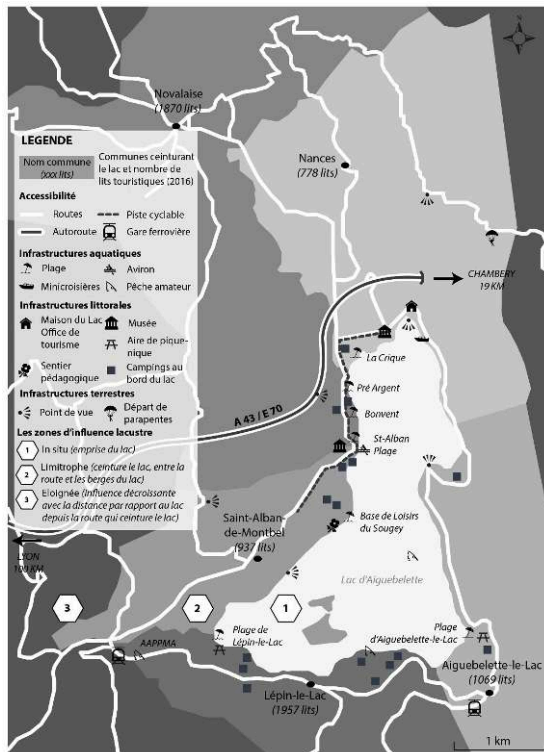 Novalaise
(1870 lits)
LEGENDE
Nom commune
(xxx lits)
Communes ceinturant
le lac et nombre de
lits touristiques (2016)
Accessibilité
Routes
Piste cyclable
Autoroute
Gare ferrovière
Infrastructures aquatiques
Plage
Aviron
Minicroisières
Pêche amateur
Infrastructures littorales
Maison du Lac
Office de
tourisme
Musée
Aire de pique-
nique
Sentier
pédagogique
Campings au
bord du lac
Infrastructures terrestres
Point de vue
Départ de
parapentes
Les zones d'influence lacustre
1 In situ (emprise du lac)
2 Limitrophe (ceinture le lac, entre la
route et les berges du lac)
3 Eloignée (Influence décroissante
avec la distance par rapport au lac
depuis la route qui ceinture le lac)
Nances
(778 lits)
CHAMBERY
19 KM
A 43 / E 70
La Crique
Pré Argent
Bonvent
St-Alban
Plage
Saint-Alban
de-Montbel
(937 lits)
Base de Loisirs
du Sougey
LYON
100 KM
Lac d'Aiguebelette
3
2
1
AAPPMA
Plage de
Lépin-le-Lac
Plage
d'Aiguebelette-le-Lac
Aiguebelette-le-Lac
(1069 lits)
Lépin-le-Lac
(1957 lits)
1 km